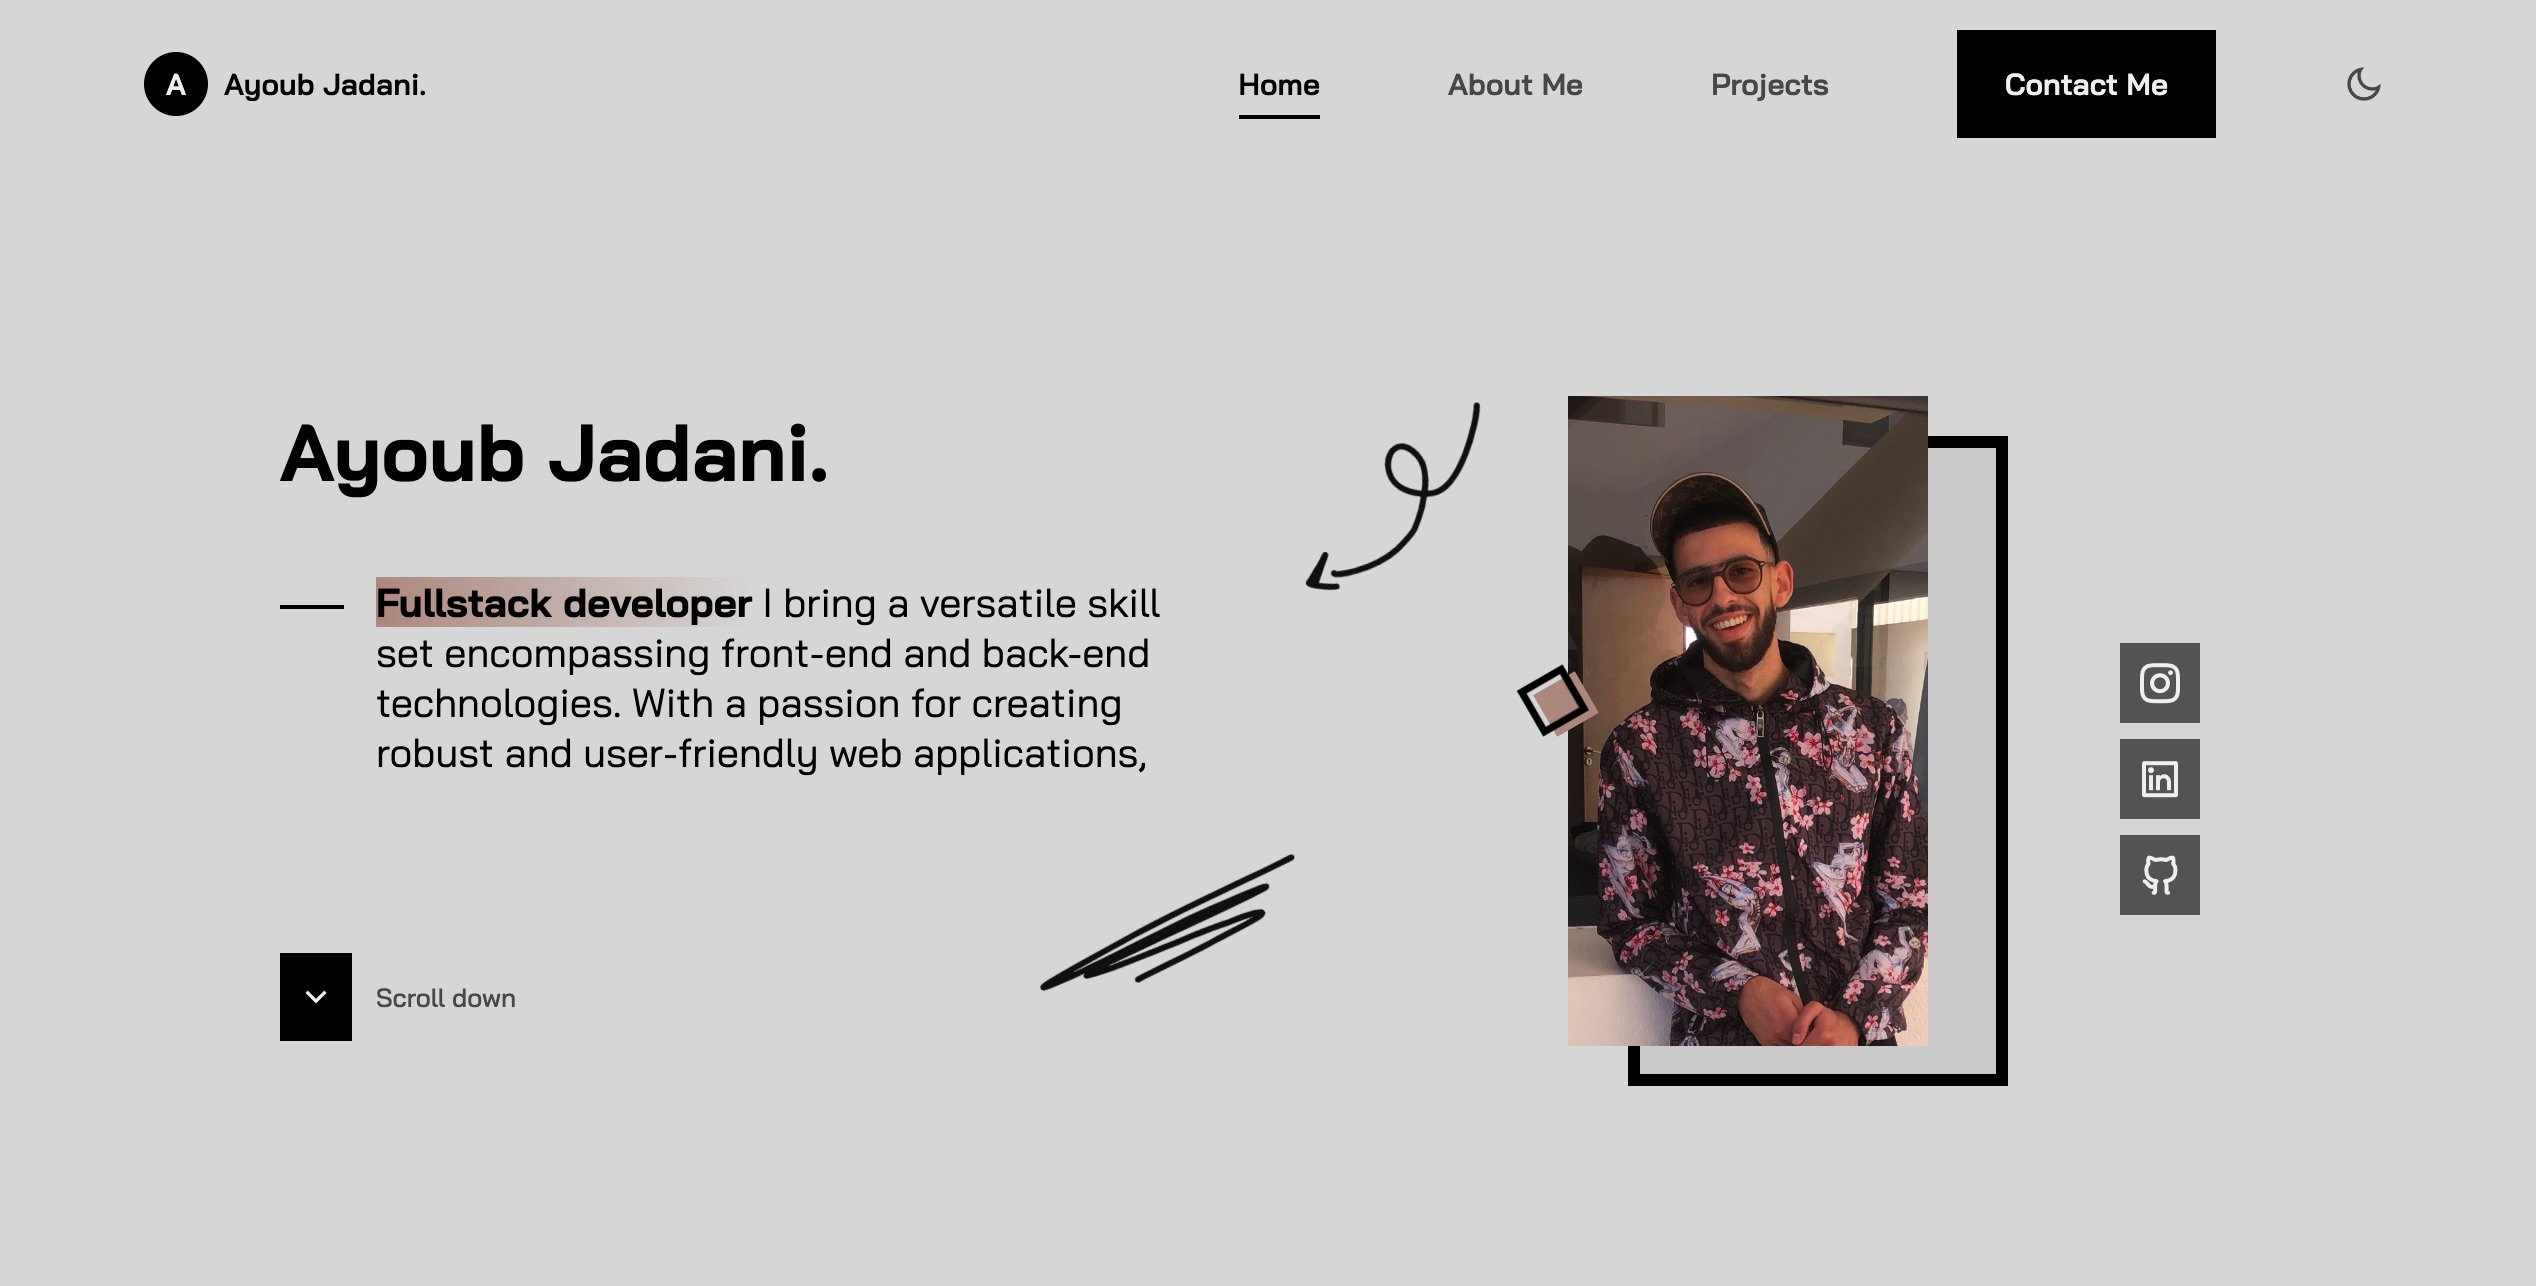 A Ayoub Jadani.
Home About Me Projects Contact Me
Ayoub Jadani.
Fullstack developer I bring a versatile skill
set encompassing front-end and back-end
technologies. With a passion for creating
robust and user-friendly web applications,
Scroll down
in